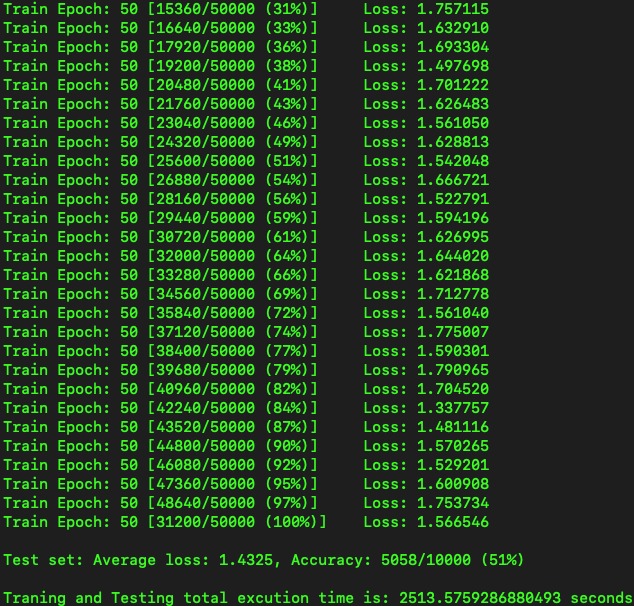 Train Epoch: 50 [15360/50000 (31%)]	Loss: 1.757115
Train Epoch: 50 [16640/50000 (33%)]	Loss: 1.632910
Train Epoch: 50 [17920/50000 (36%)]	Loss: 1.693304
Train Epoch: 50 [19200/50000 (38%)]	Loss: 1.497698
Train Epoch: 50 [20480/50000 (41%)]	Loss: 1.701222
Train Epoch: 50 [21760/50000 (43%)]	Loss: 1.626483
Train Epoch: 50 [23040/50000 (46%)]	Loss: 1.561050
Train Epoch: 50 [24320/50000 (49%)]	Loss: 1.628813
Train Epoch: 50 [25600/50000 (51%)]	Loss: 1.542048
Train Epoch: 50 [26880/50000 (54%)]	Loss: 1.666721
Train Epoch: 50 [28160/50000 (56%)]	Loss: 1.522791
Train Epoch: 50 [29440/50000 (59%)]	Loss: 1.594196
Train Epoch: 50 [30720/50000 (61%)]	Loss: 1.626995
Train Epoch: 50 [32000/50000 (64%)]	Loss: 1.644020
Train Epoch: 50 [33280/50000 (66%)]	Loss: 1.621868
Train Epoch: 50 [34560/50000 (69%)]	Loss: 1.712778
Train Epoch: 50 [35840/50000 (72%)]	Loss: 1.561040
Train Epoch: 50 [37120/50000 (74%)]	Loss: 1.775007
Train Epoch: 50 [38400/50000 (77%)]	Loss: 1.590301
Train Epoch: 50 [39680/50000 (79%)]	Loss: 1.790965
Train Epoch: 50 [40960/50000 (82%)]	Loss: 1.704520
Train Epoch: 50 [42240/50000 (84%)]	Loss: 1.337757
Train Epoch: 50 [43520/50000 (87%)]	Loss: 1.481116
Train Epoch: 50 [44800/50000 (90%)]	Loss: 1.570265
Train Epoch: 50 [46080/50000 (92%)]	Loss: 1.529201
Train Epoch: 50 [47360/50000 (95%)]	Loss: 1.600908
Train Epoch: 50 [48640/50000 (97%)]	Loss: 1.753734
Train Epoch: 50 [31200/50000 (100%)]	Loss: 1.566546
Test set: Average loss: 1.4325, Accuracy: 5058/10000 (51%)
Traning and Testing total excution time is: 2513.5759286880493 seconds